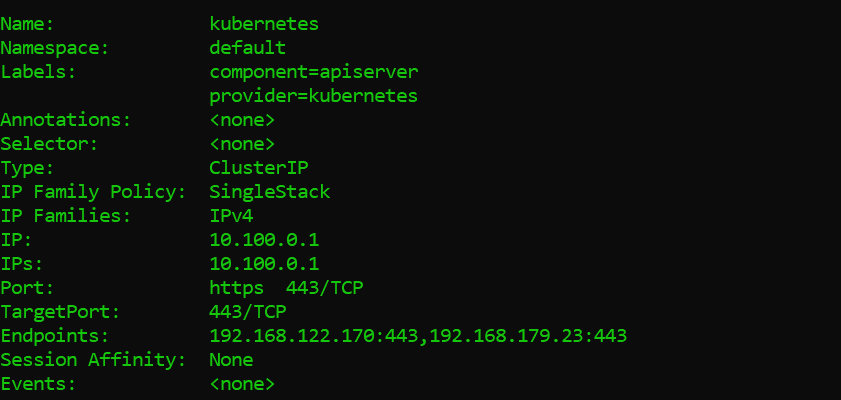 Name:              kubernetes
Namespace:         default
Labels:            component=apiserver
                   provider=kubernetes
Annotations:       <none>
Selector:          <none>
Type:              ClusterIP
IP Family Policy:  SingleStack
IP Families:       IPv4
IP:                10.100.0.1
IPs:               10.100.0.1
Port:              https  443/TCP
TargetPort:        443/TCP
Endpoints:         192.168.122.170:443,192.168.179.23:443
Session Affinity:  None
Events:            <none>